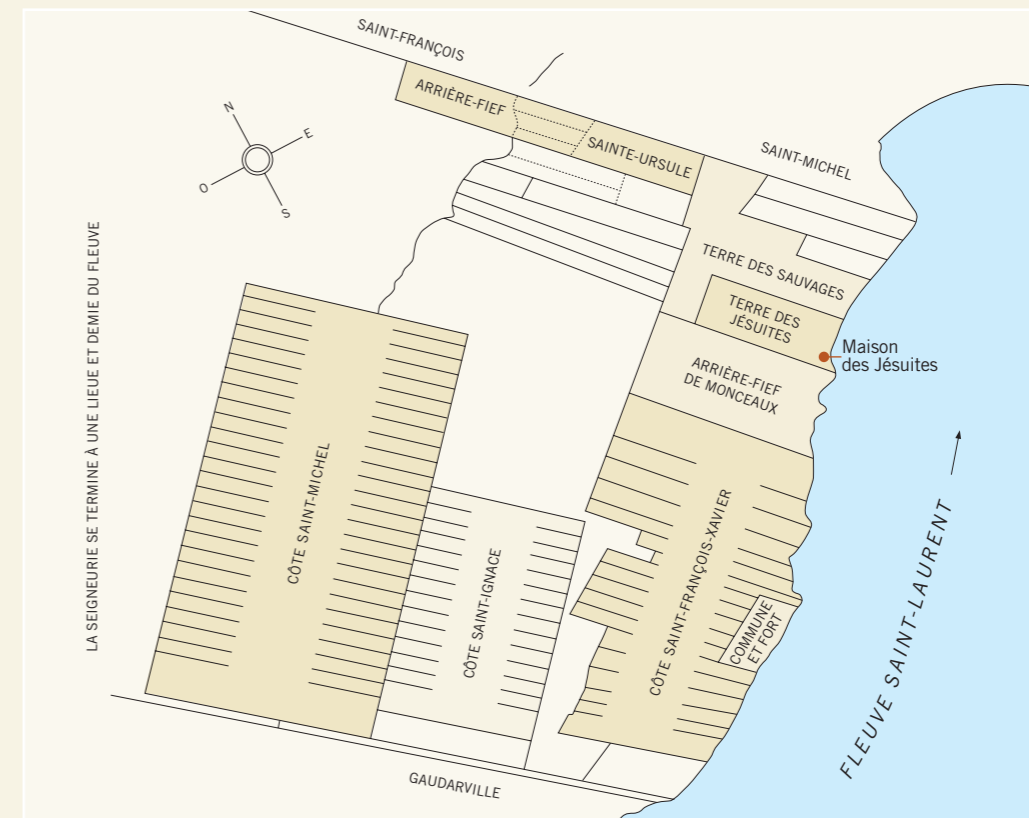 SAINT-FRANÇOIS
ARRIÈRE-FIEF
SAINTE-URSULE
SAINT-MICHEL
N
E
O
S
TERRE DES SAUVAGES
TERRE DES
JÉSUITES
Maison
des Jésuites
ARRIÈRE-FIEF
DE MONCEAUX
LA SEIGNEURIE SE TERMINE À UNE LIEUE ET DEMIE DU FLEUVE
CÔTE SAINT-MICHEL
CÔTE SAINT-IGNACE
CÔTE SAINT-FRANÇOIS-XAVIER
COMMUNE
ET FORT
FLEUVE SAINT-LAURENT
GAUDARVILLE